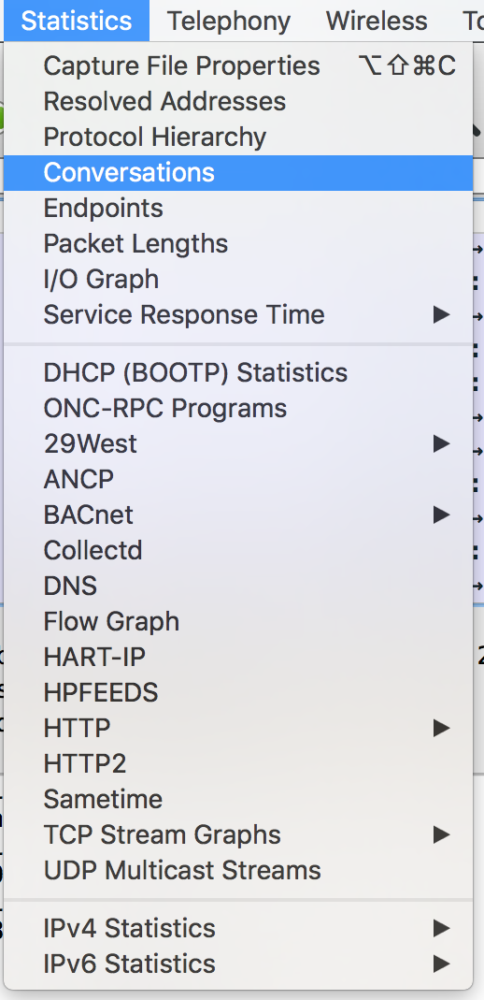 Statistics Telephony Wireless
Capture File Properties ⌥⇧⌘C
Resolved Addresses
Protocol Hierarchy
Conversations
Endpoints
Packet Lengths
I/O Graph
Service Response Time ▶
DHCP (BOOTP) Statistics
ONC-RPC Programs
29West ▶
ANCP
BACnet ▶
Collectd
DNS
Flow Graph
HART-IP
HPFEEDS
HTTP ▶
HTTP2
Sametime
TCP Stream Graphs ▶
UDP Multicast Streams
IPv4 Statistics ▶
IPv6 Statistics ▶